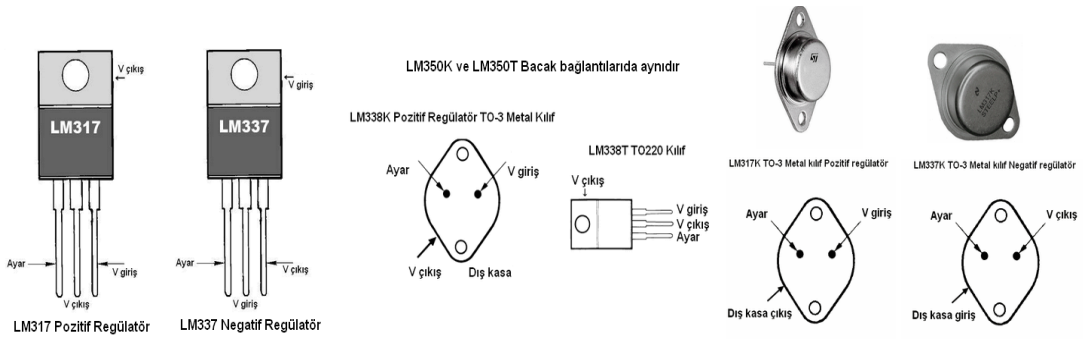 V çıkış
LM317
Ayar
V giriş
V çıkış
LM317 Pozitif Regülatör
V giriş
LM337
Ayar
V çıkış
V giriş
LM337 Negatif Regülatör
LM350K ve LM350T Bacak bağlantılarıda aynıdır
LM338K Pozitif Regülatör TO-3 Metal Kılıf
Ayar
V giriş
V çıkış
Dış kasa
LM338T TO220 Kılıf
V çıkış
V giriş
V çıkış
Ayar
LM317K TO-3 Metal kılıf Pozitif regülatör
Ayar
V giriş
Dış kasa çıkış
LM337K TO-3 Metal kılıf Negatif regülatör
Ayar
V çıkış
Dış kasa giriş